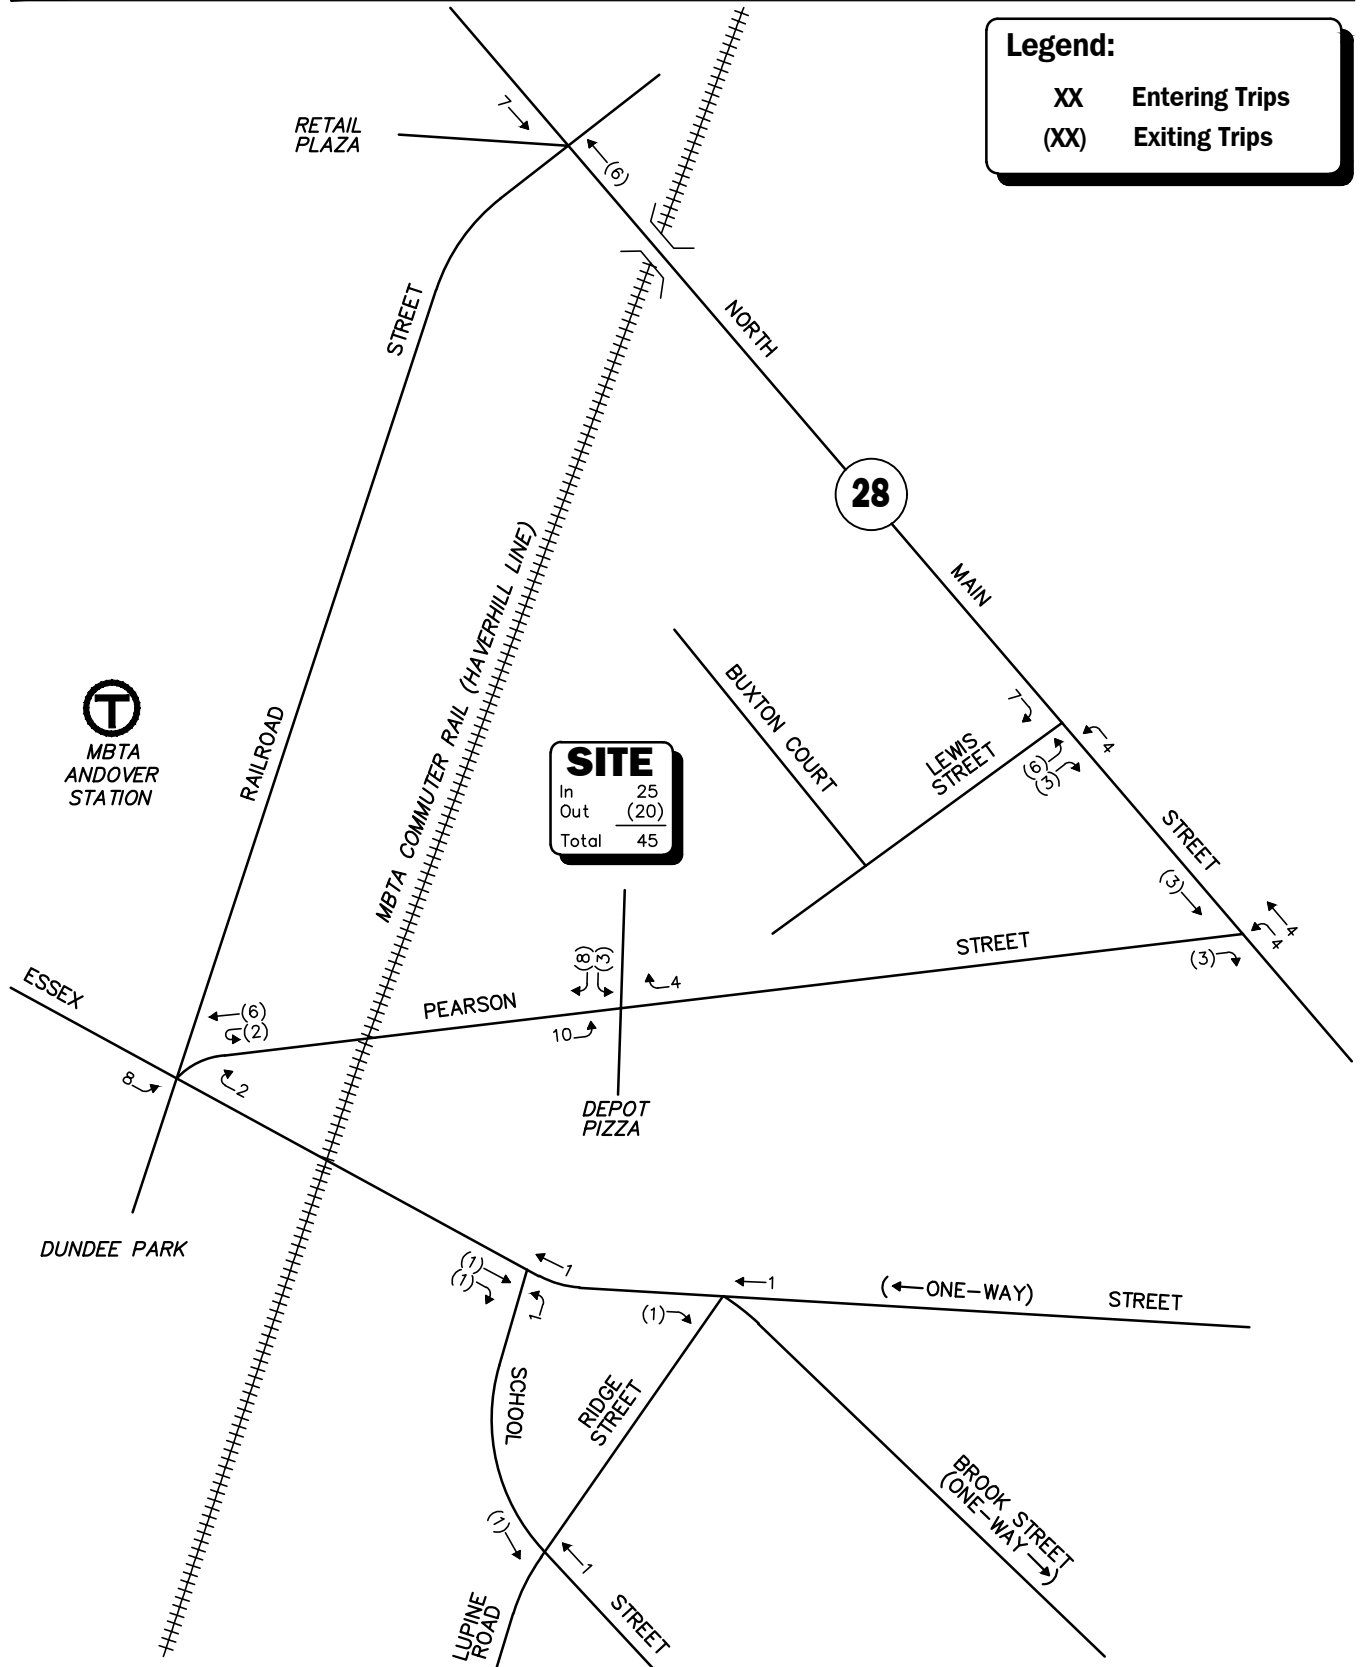 Legend:
XX Entering Trips
(XX) Exiting Trips
7
RETAIL
PLAZA
(6)
STREET
NORTH
28
MAIN
MBTA COMMUTER RAIL (HAVERHILL LINE)
BUXTON COURT
T
MBTA
ANDOVER
STATION
RAILROAD
7
LEWIS
STREET
4
(6)
(3)
SITE
In 25
Out (20)
Total 45
STREET
(3)
4
4
(3)
STREET
(8)
(3)
4
ESSEX
PEARSON
(6)
(2)
10
8
2
DEPOT
PIZZA
DUNDEE PARK
(1)
(1)
1
1
1
(1)
(←ONE-WAY)
STREET
SCHOOL
RIDGE
STREET
BROOK STREET
(ONE-WAY→)
(1)
1
LUPINE
ROAD
STREET